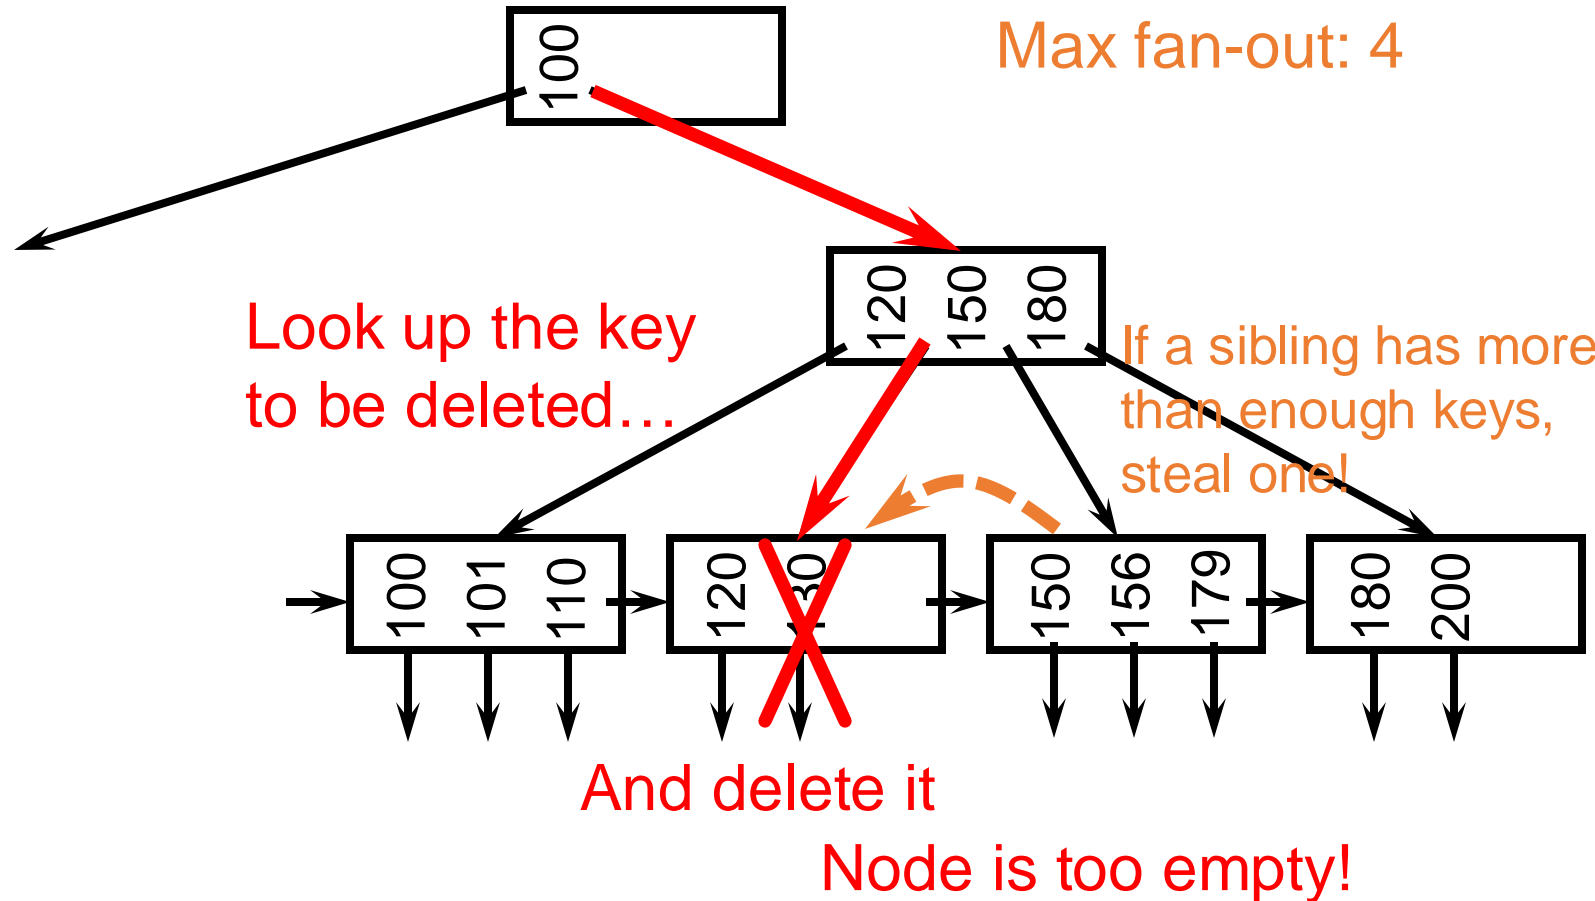 100
Max fan-out: 4
120 150 180
Look up the key
to be deleted…
If a sibling has more
than enough keys,
steal one!
100 101 110
120 130
150 156 179
180 200
And delete it
Node is too empty!